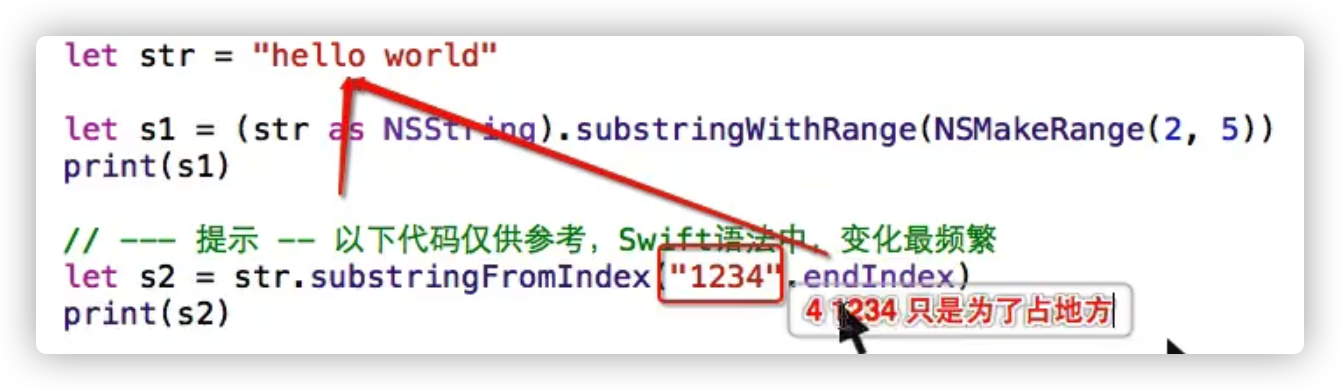 let str = "hello world"
let s1 = (str as NSString).substringWithRange(NSMakeRange(2, 5))
print(s1)
// --- 提示 -- 以下代码仅供参考，Swift语法中，变化最频繁
let s2 = str.substringFromIndex("1234".endIndex)
print(s2)
4 1234 只是为了占地方